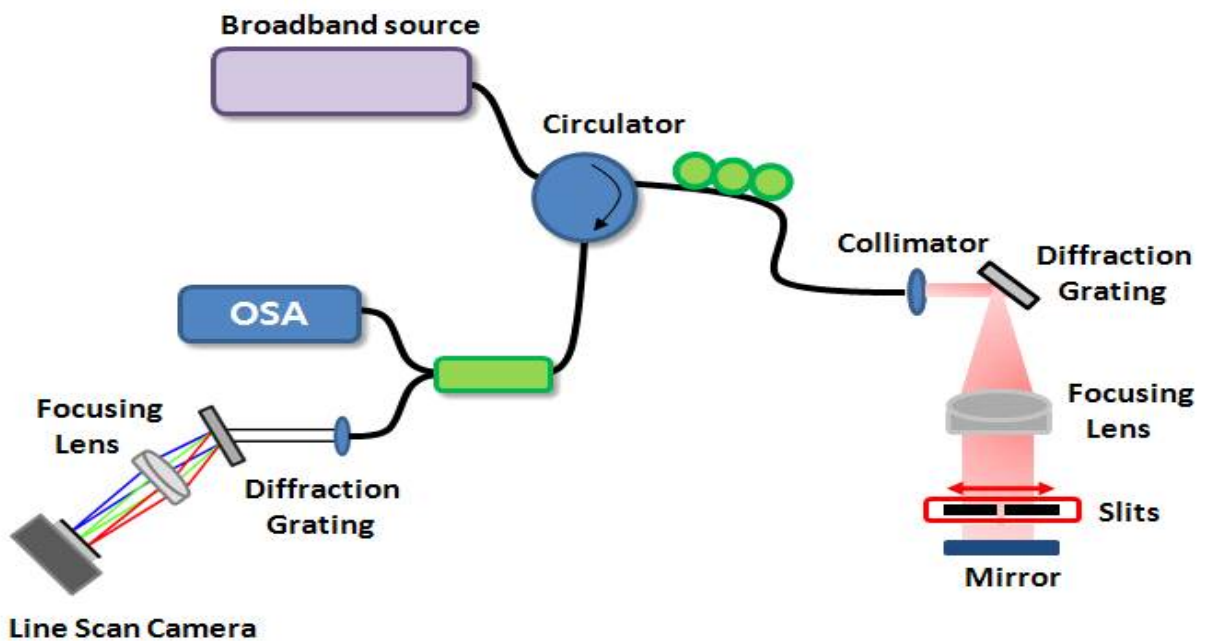 Broadband source
Circulator
Collimator
Diffraction
Grating
OSA
Focusing
Lens
Focusing
Lens
Diffraction
Grating
Slits
Mirror
Line Scan Camera